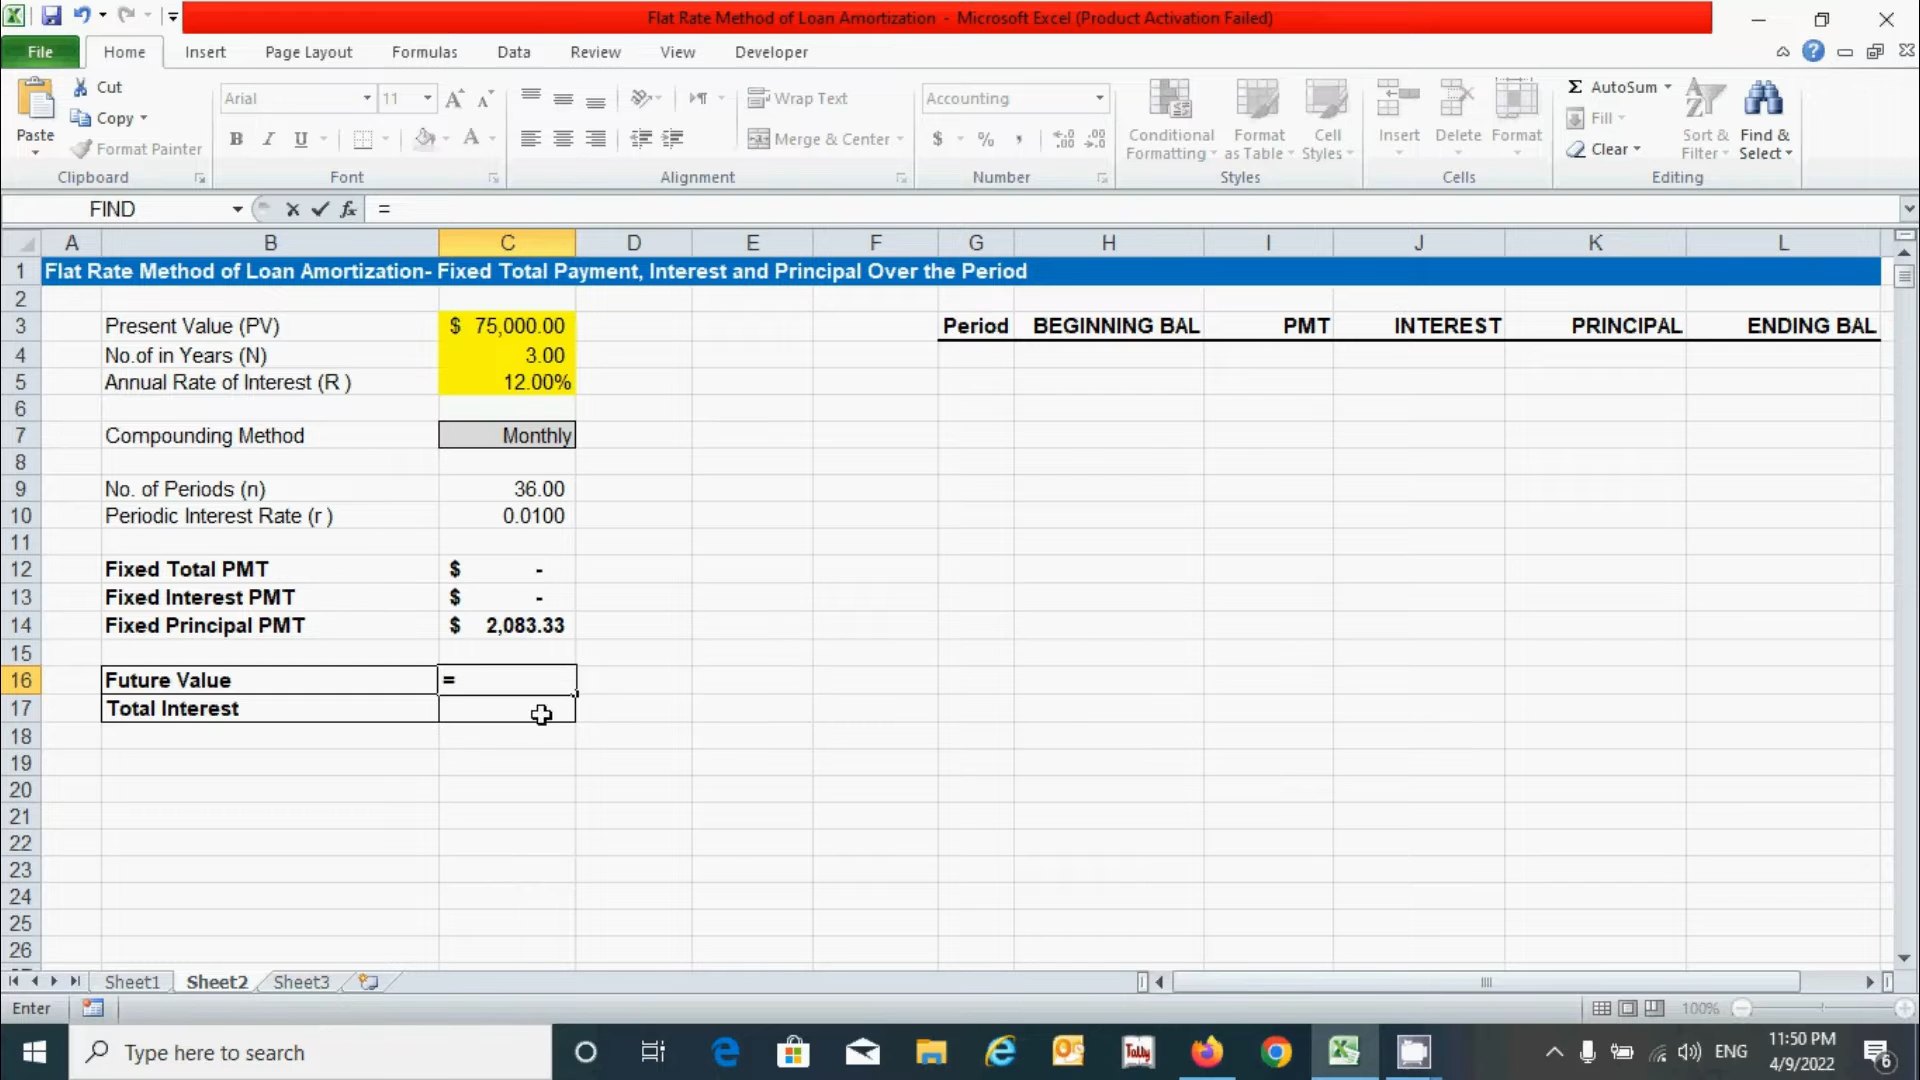 Flat Rate Method of Loan Amortization - Microsoft Excel (Product Activation Failed)
File Home Insert Page Layout Formulas Data Review View Developer
Paste Cut Copy Format Painter
Arial 11 A A B I U A
Wrap Text Merge & Center
Accounting $ % ,
Conditional Formatting Format as Table Cell Styles
Insert Delete Format
Σ AutoSum Fill Clear Sort & Filter Find & Select
Clipboard Font Alignment Number Styles Cells Editing
FIND fx =
A B C D E F G H I J K L
1 Flat Rate Method of Loan Amortization- Fixed Total Payment, Interest and Principal Over the Period
2
3 Present Value (PV) $ 75,000.00 Period BEGINNING BAL PMT INTEREST PRINCIPAL ENDING BAL
4 No.of in Years (N) 3.00
5 Annual Rate of Interest (R ) 12.00%
6
7 Compounding Method Monthly
8
9 No. of Periods (n) 36.00
10 Periodic Interest Rate (r ) 0.0100
11
12 Fixed Total PMT $ -
13 Fixed Interest PMT $ -
14 Fixed Principal PMT $ 2,083.33
15
16 Future Value =
17 Total Interest
18
19
20
21
22
23
24
25
26
Sheet1 Sheet2 Sheet3
Enter 100%
Type here to search Tally ENG 11:50 PM
4/9/2022 6